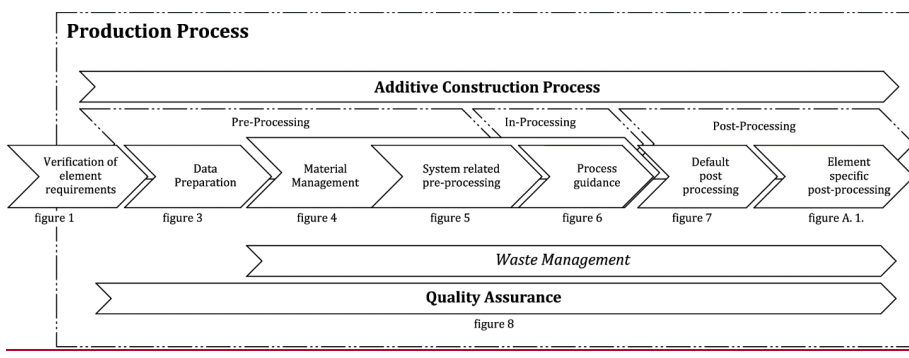 Production Process
Additive Construction Process
Pre-Processing
In-Processing
Post-Processing
Verification of
element
requirements
Data
Preparation
Material
Management
System related
pre-processing
Process
guidance
Default
post
processing
Element
specific
post-processing
figure 1
figure 3
figure 4
figure 5
figure 6
figure 7
figure A. 1.
Waste Management
Quality Assurance
figure 8